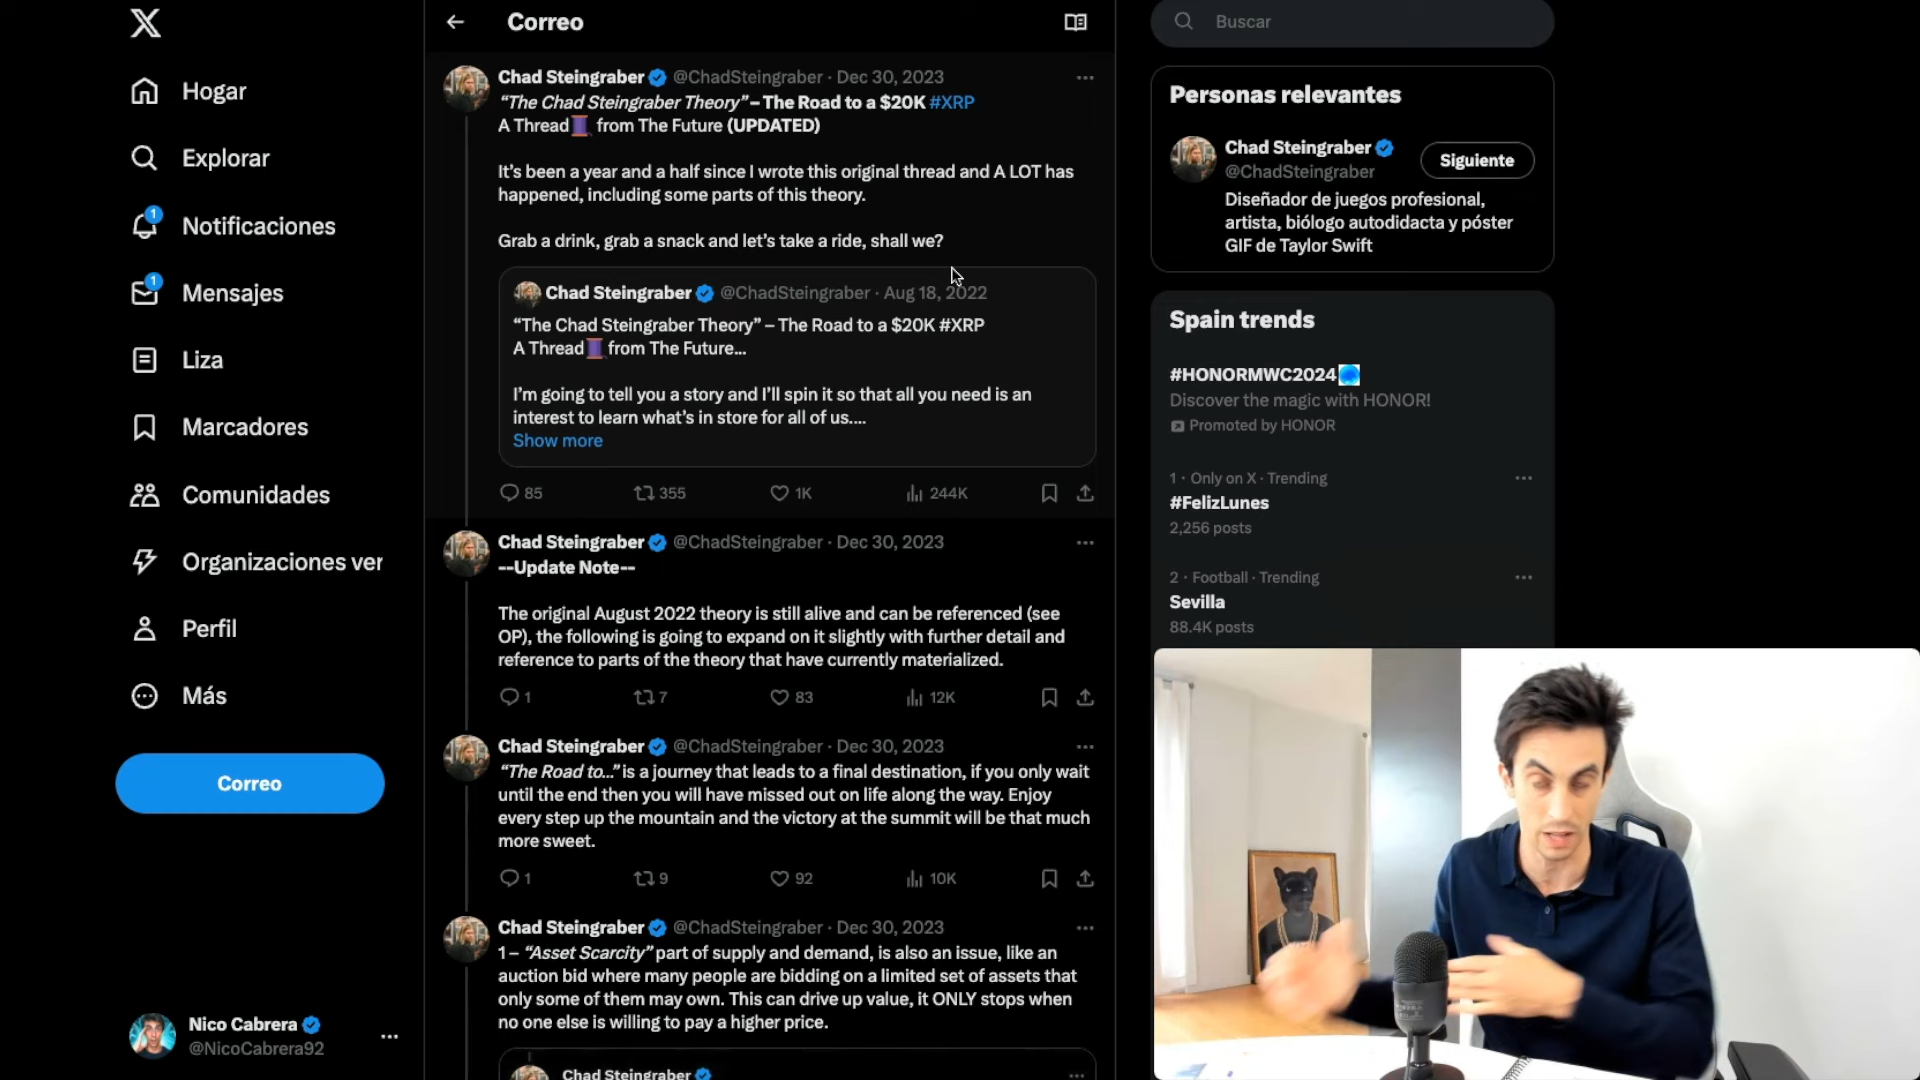 Hogar
Explorar
1
Notificaciones
1
Mensajes
Liza
Marcadores
Comunidades
Organizaciones ver
Perfil
Más
Correo
Nico Cabrera
@NicoCabrera92
Correo
Chad Steingraber @ChadSteingraber · Dec 30, 2023
“The Chad Steingraber Theory” – The Road to a $20K #XRP
A Thread🧵 from The Future (UPDATED)
It’s been a year and a half since I wrote this original thread and A LOT has
happened, including some parts of this theory.
Grab a drink, grab a snack and let’s take a ride, shall we?
Chad Steingraber @ChadSteingraber · Aug 18, 2022
“The Chad Steingraber Theory” – The Road to a $20K #XRP
A Thread🧵 from The Future...
I’m going to tell you a story and I’ll spin it so that all you need is an
interest to learn what’s in store for all of us....
Show more
85 355 1K 244K
Chad Steingraber @ChadSteingraber · Dec 30, 2023
--Update Note--
The original August 2022 theory is still alive and can be referenced (see
OP), the following is going to expand on it slightly with further detail and
reference to parts of the theory that have currently materialized.
1 7 83 12K
Chad Steingraber @ChadSteingraber · Dec 30, 2023
“The Road to...” is a journey that leads to a final destination, if you only wait
until the end then you will have missed out on life along the way. Enjoy
every step up the mountain and the victory at the summit will be that much
more sweet.
1 9 92 10K
Chad Steingraber @ChadSteingraber · Dec 30, 2023
1 – “Asset Scarcity” part of supply and demand, is also an issue, like an
auction bid where many people are bidding on a limited set of assets that
only some of them may own. This can drive up value, it ONLY stops when
no one else is willing to pay a higher price.
Chad Steingraber
Buscar
Personas relevantes
Chad Steingraber
@ChadSteingraber
Siguiente
Diseñador de juegos profesional,
artista, biólogo autodidacta y póster
GIF de Taylor Swift
Spain trends
#HONORMWC2024
Discover the magic with HONOR!
Promoted by HONOR
1 · Only on X · Trending
#FelizLunes
2,256 posts
2 · Football · Trending
Sevilla
88.4K posts